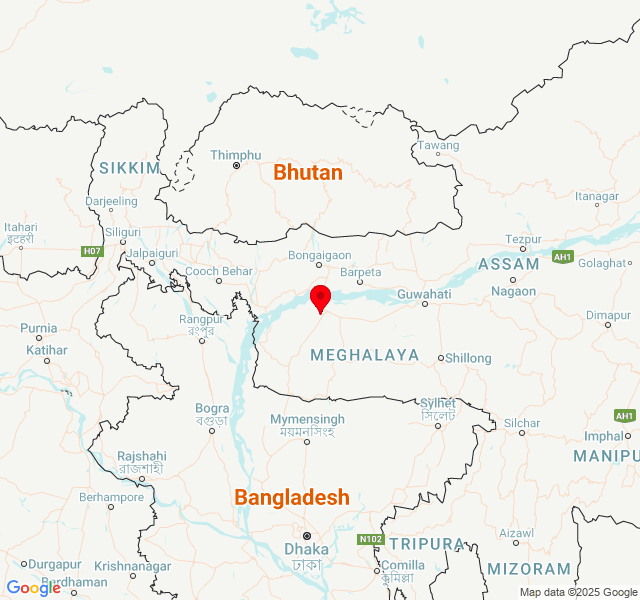 Tawang
Thimphu
SIKKIM
Bhutan
Itanagar
Darjeeling
Itahari
इटहरी
Siliguri
H07
Tezpur
Jalpaiguri
Bongaigaon
AH1
ASSAM
Golaghat
Cooch Behar
Barpeta
Nagaon
Guwahati
Rangpur
রংপুর
Purnia
Dimapur
Katihar
MEGHALAYA
Shillong
Bogra
বগুড়া
Sylhet
সিলেট
Mymensingh
ময়মনসিংহ
Silchar
AH1
Imphal
Rajshahi
রাজশাহী
MANIPU
Berhampore
Bangladesh
Aizawl
N102
Dhaka
ঢাকা
TRIPURA
Durgapur
Krishnanagar
Comilla
কুমিল্লা
MIZORAM
Burdhaman
Google
Map data ©2025 Google